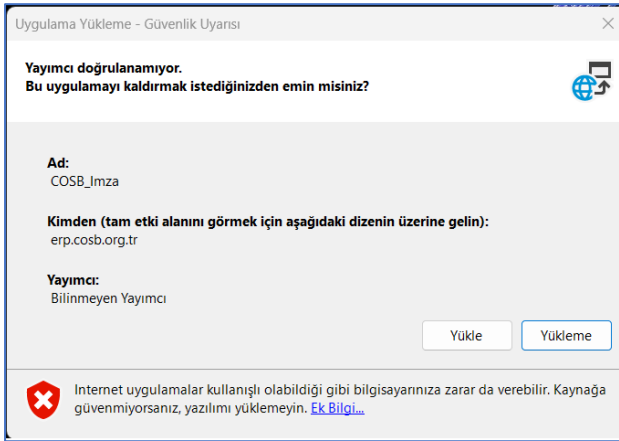 Uygulama Yükleme - Güvenlik Uyarısı
Yayımcı doğrulanamıyor.
Bu uygulamayı kaldırmak istediğinizden emin misiniz?
Ad:
COSB_Imza
Kimden (tam etki alanını görmek için aşağıdaki dizenin üzerine gelin):
erp.cosb.org.tr
Yayımcı:
Bilinmeyen Yayımcı
Yükle
Yükleme
Internet uygulamalar kullanışlı olabildiği gibi bilgisayarınıza zarar da verebilir. Kaynağa
güvenmiyorsanız, yazılımı yüklemeyin. Ek Bilgi...